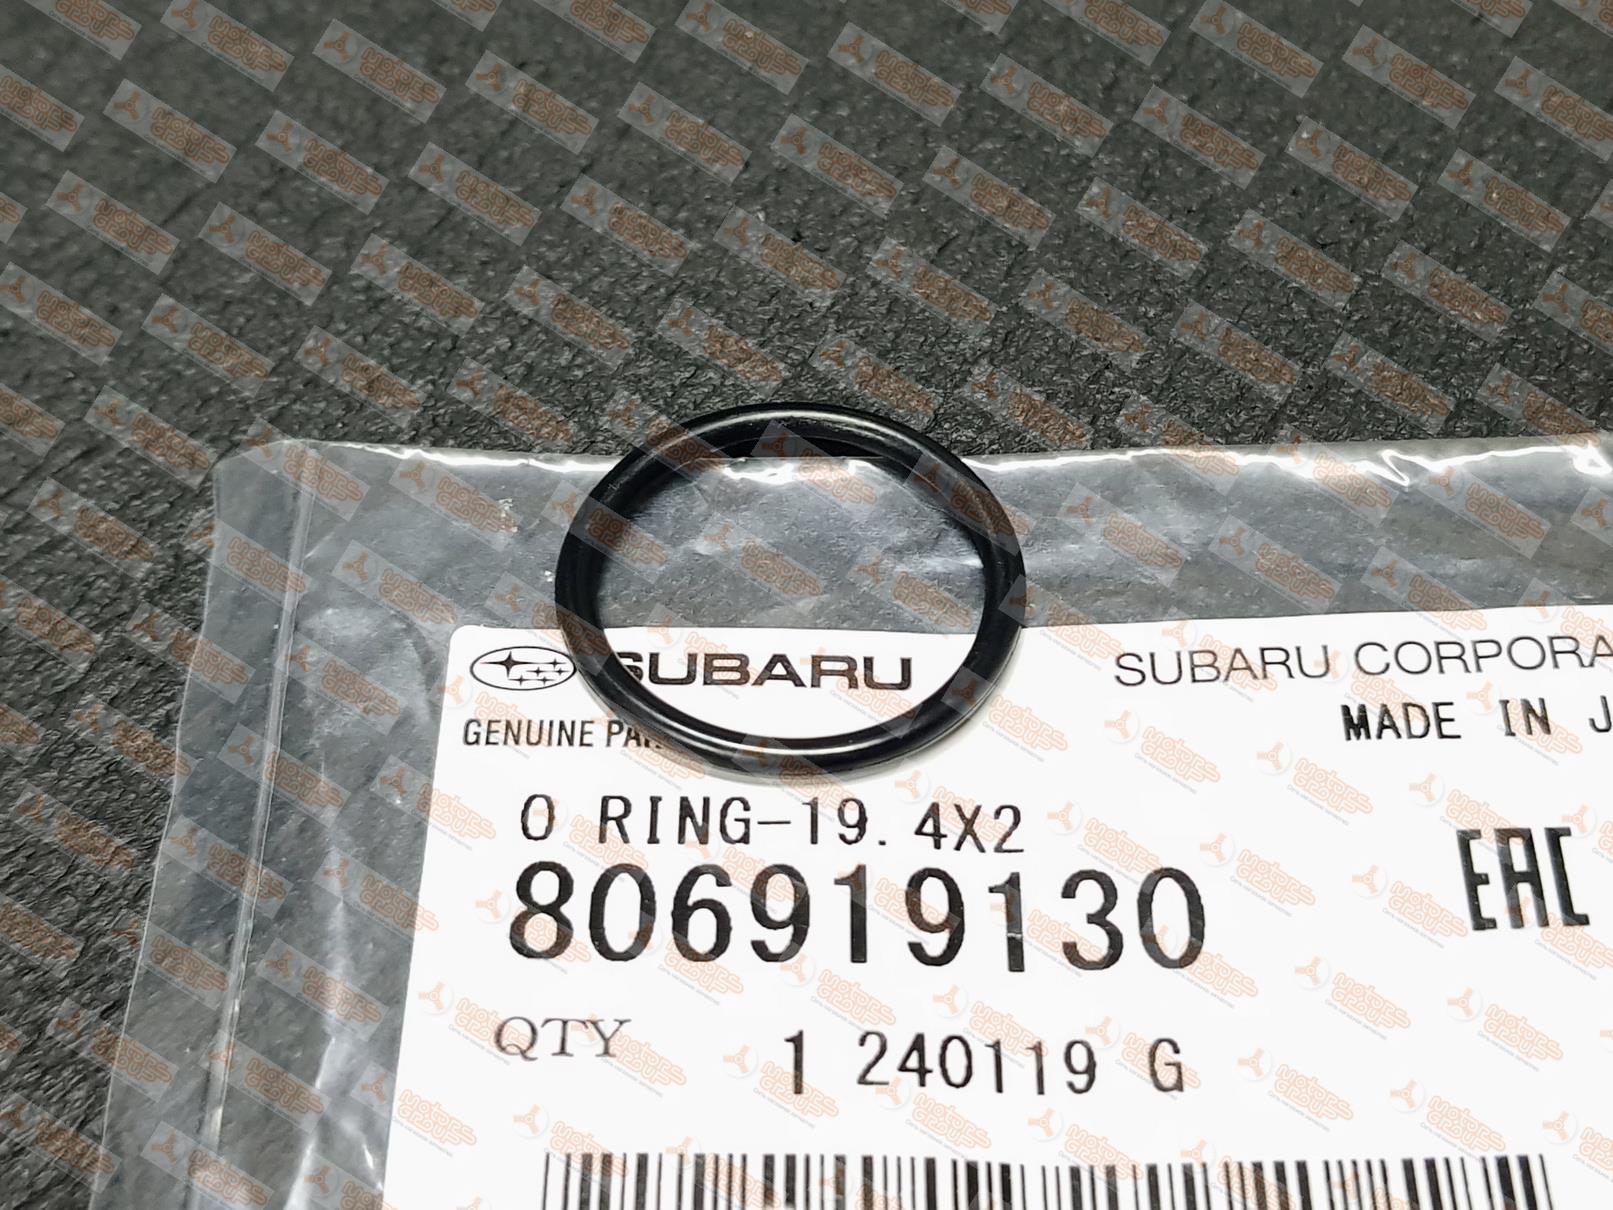 SUBARU
SUBARU CORPORA
GENUINE PA
MADE IN J
O RING-19.4X2
806919130
EAC
QTY 1 240119 G